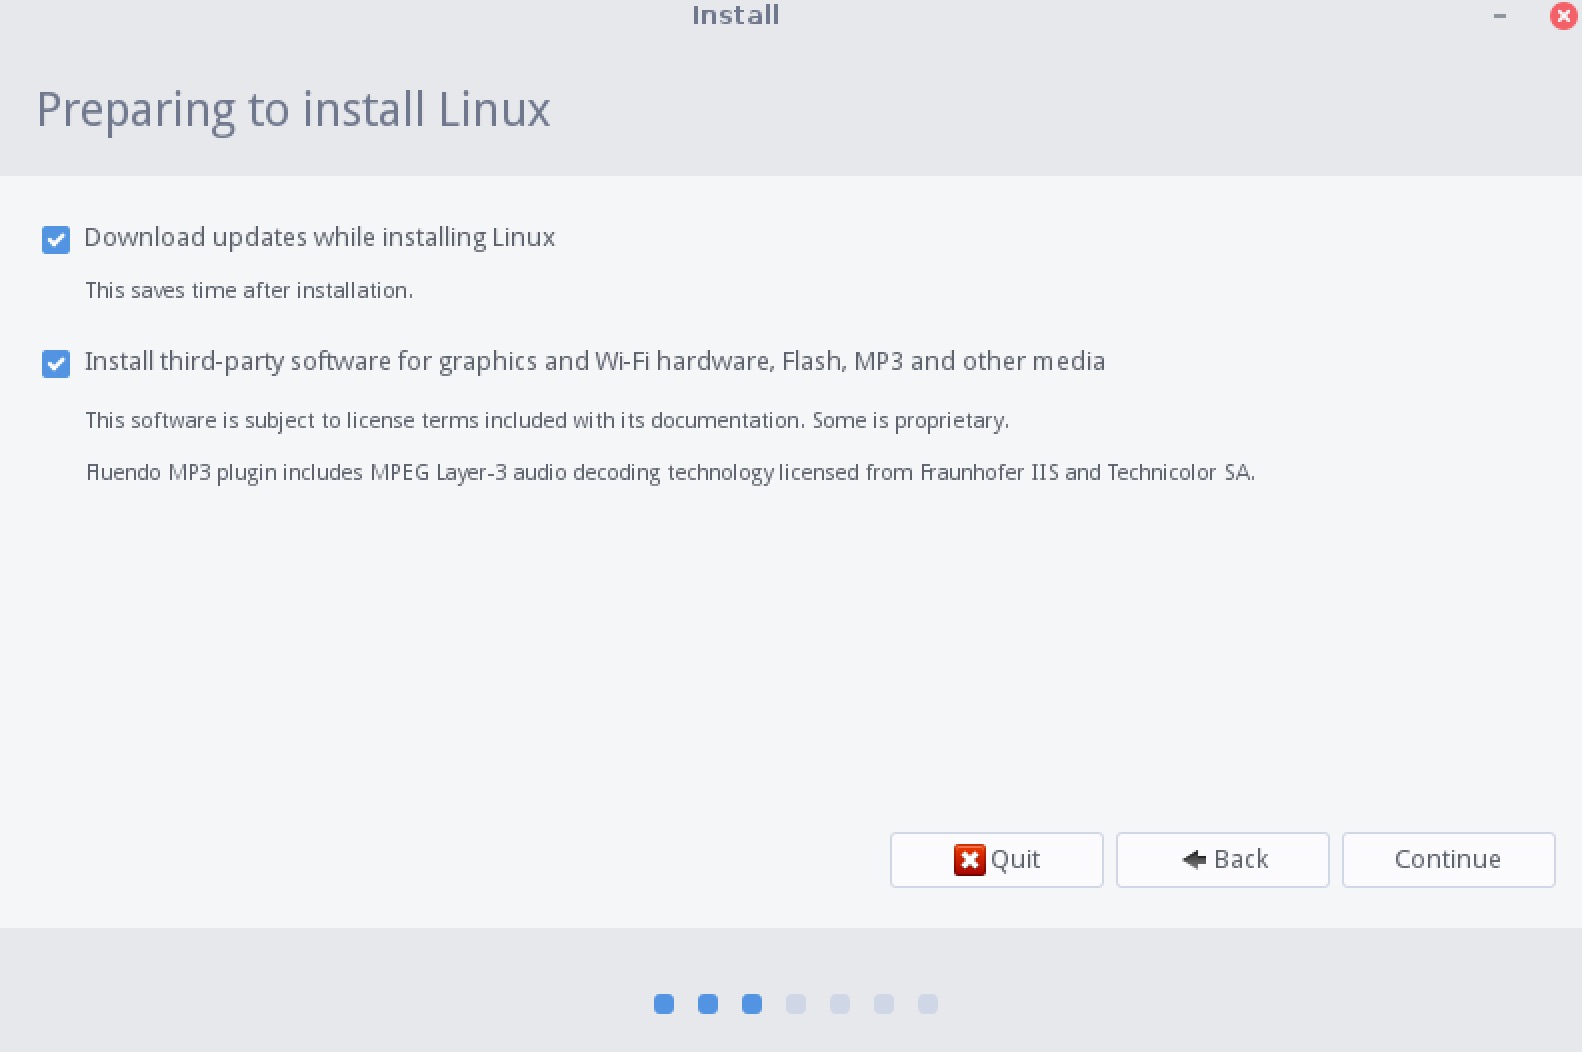 Install
Preparing to install Linux
Download updates while installing Linux
This saves time after installation.
Install third-party software for graphics and Wi-Fi hardware, Flash, MP3 and other media
This software is subject to license terms included with its documentation. Some is proprietary.
Fluendo MP3 plugin includes MPEG Layer-3 audio decoding technology licensed from Fraunhofer IIS and Technicolor SA.
Quit
Back
Continue